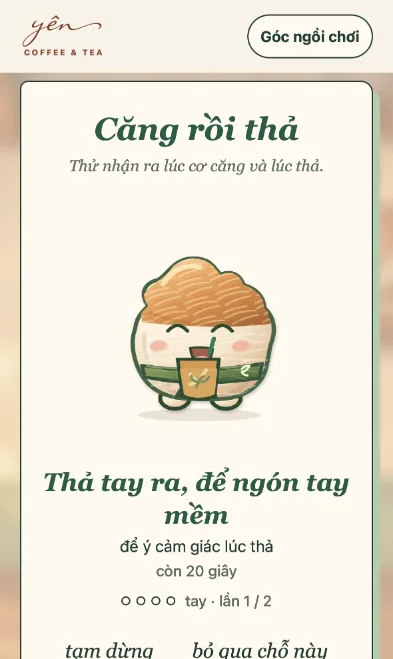 yên
COFFEE & TEA
Góc ngồi chơi
Căng rồi thả
Thử nhận ra lúc cơ căng và lúc thả.
Thả tay ra, để ngón tay
mềm
để ý cảm giác lúc thả
còn 20 giây
tay · lần 1 / 2
tạm dừng bỏ qua chỗ này